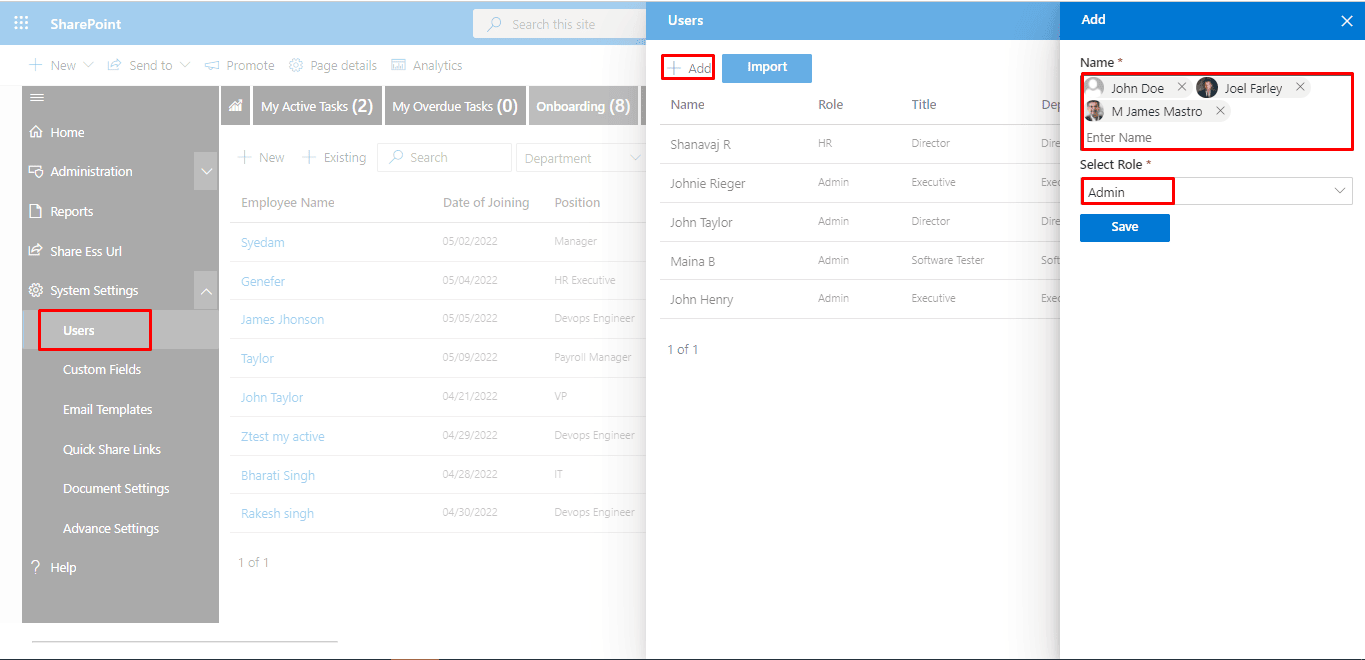 SharePoint
Search this site
New
Send to
Promote
Page details
Analytics
Home
Administration
Reports
Share Ess Url
System Settings
Users
Custom Fields
Email Templates
Quick Share Links
Document Settings
Advance Settings
? Help
My Active Tasks (2) My Overdue Tasks (0) Onboarding (8)
+ New + Existing Search Department
Employee Name Date of Joining Position
Syedam 05/02/2022 Manager
Genefer 05/04/2022 HR Executive
James Jhonson 05/05/2022 Devops Engineer
Taylor 05/09/2022 Payroll Manager
John Taylor 04/21/2022 VP
Ztest my active 04/29/2022 Devops Engineer
Bharati Singh 04/28/2022 IT
Rakesh singh 04/30/2022 Devops Engineer
1 of 1
Users
+ Add Import
Name Role Title De
Shanavaj R HR Director Dire
Johnie Rieger Admin Executive Exec
John Taylor Admin Director Dire
Maina B Admin Software Tester Soft
John Henry Admin Executive Exec
1 of 1
Add
Name *
John Doe Joel Farley
M James Mastro
Enter Name
Select Role *
Admin
Save